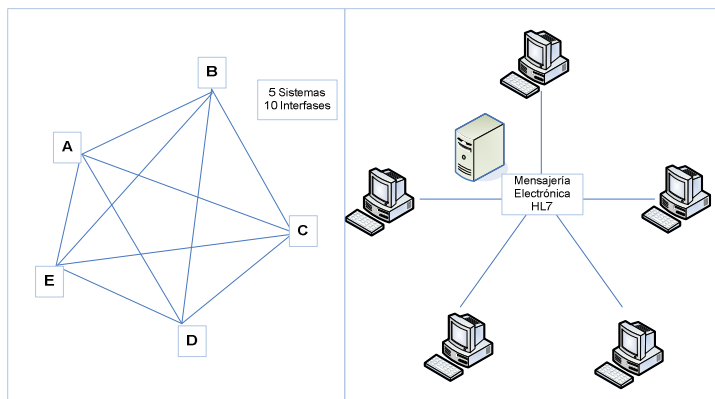 B
5 Sistemas
10 Interfases
A
C
E
D
Mensajería
Electrónica
HL7